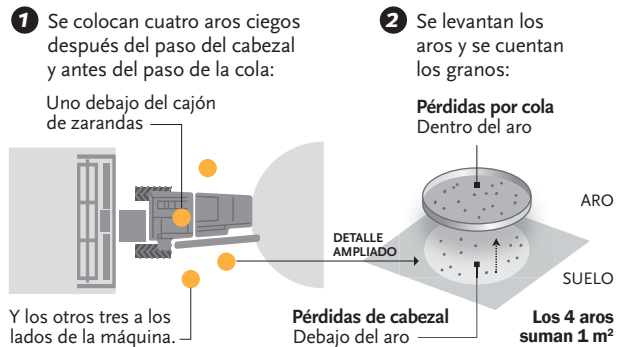 1 Se colocan cuatro aros ciegos
después del paso del cabezal
y antes del paso de la cola:
Uno debajo del cajón
de zarandas
Y los otros tres a los
lados de la máquina.
2 Se levantan los
aros y se cuentan
los granos:
Pérdidas por cola
Dentro del aro
ARO
DETALLE
AMPLIADO
SUELO
Pérdidas de cabezal
Debajo del aro
Los 4 aros
suman 1 m²